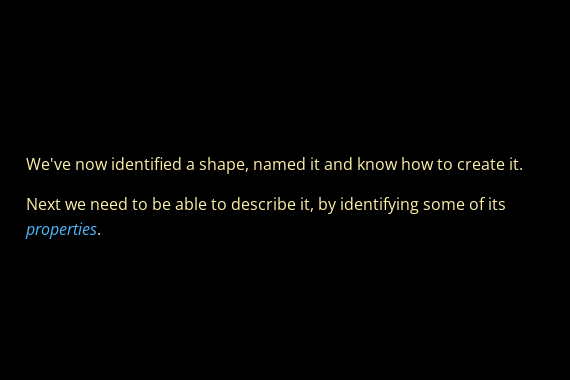 We've now identified a shape, named it and know how to create it.
Next we need to be able to describe it, by identifying some of its
properties.